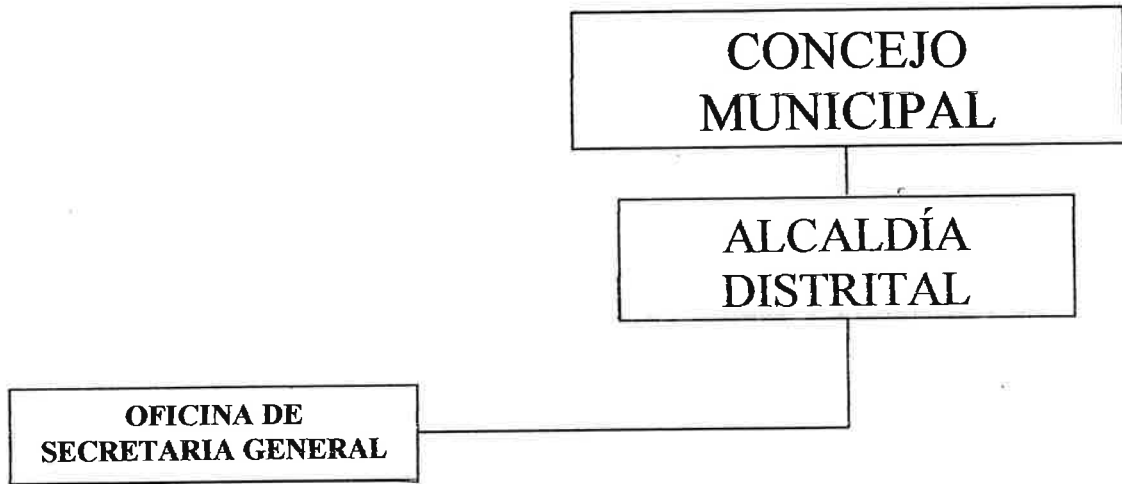 CONCEJO
MUNICIPAL
ALCALDÍA
DISTRITAL
OFICINA DE
SECRETARIA GENERAL